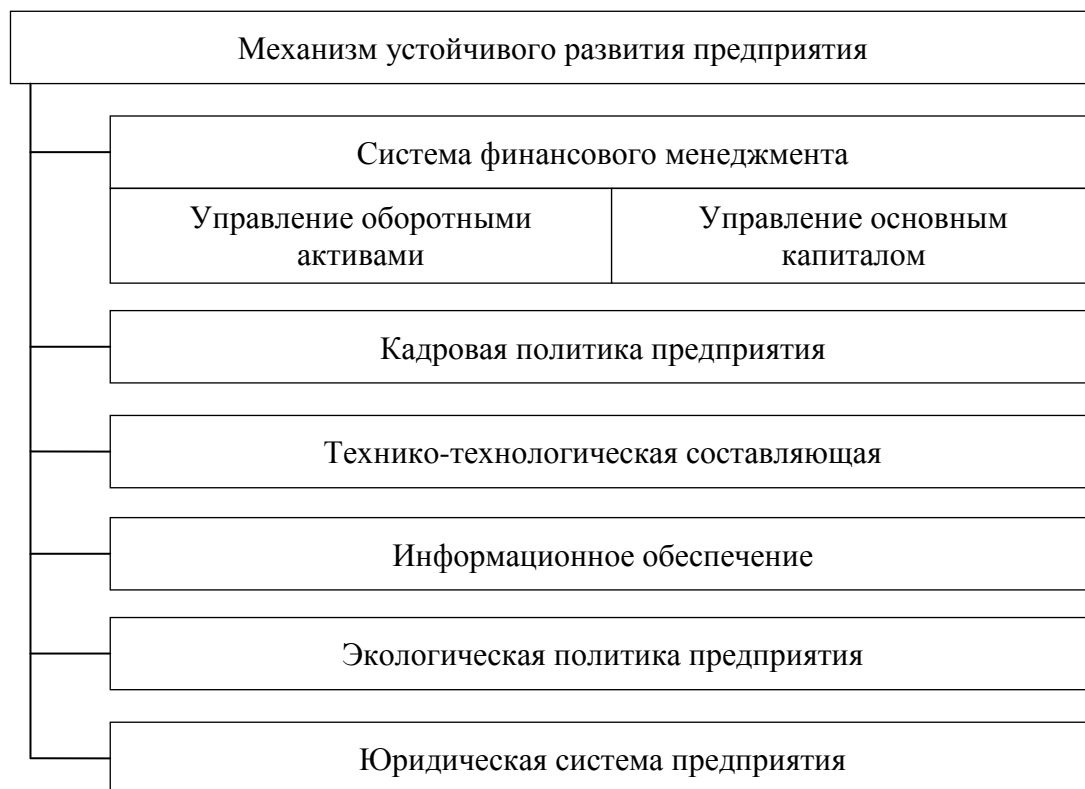 Механизм устойчивого развития предприятия
Система финансового менеджмента
Управление оборотными
активами
Управление основным
капиталом
Кадровая политика предприятия
Технико-технологическая составляющая
Информационное обеспечение
Экологическая политика предприятия
Юридическая система предприятия